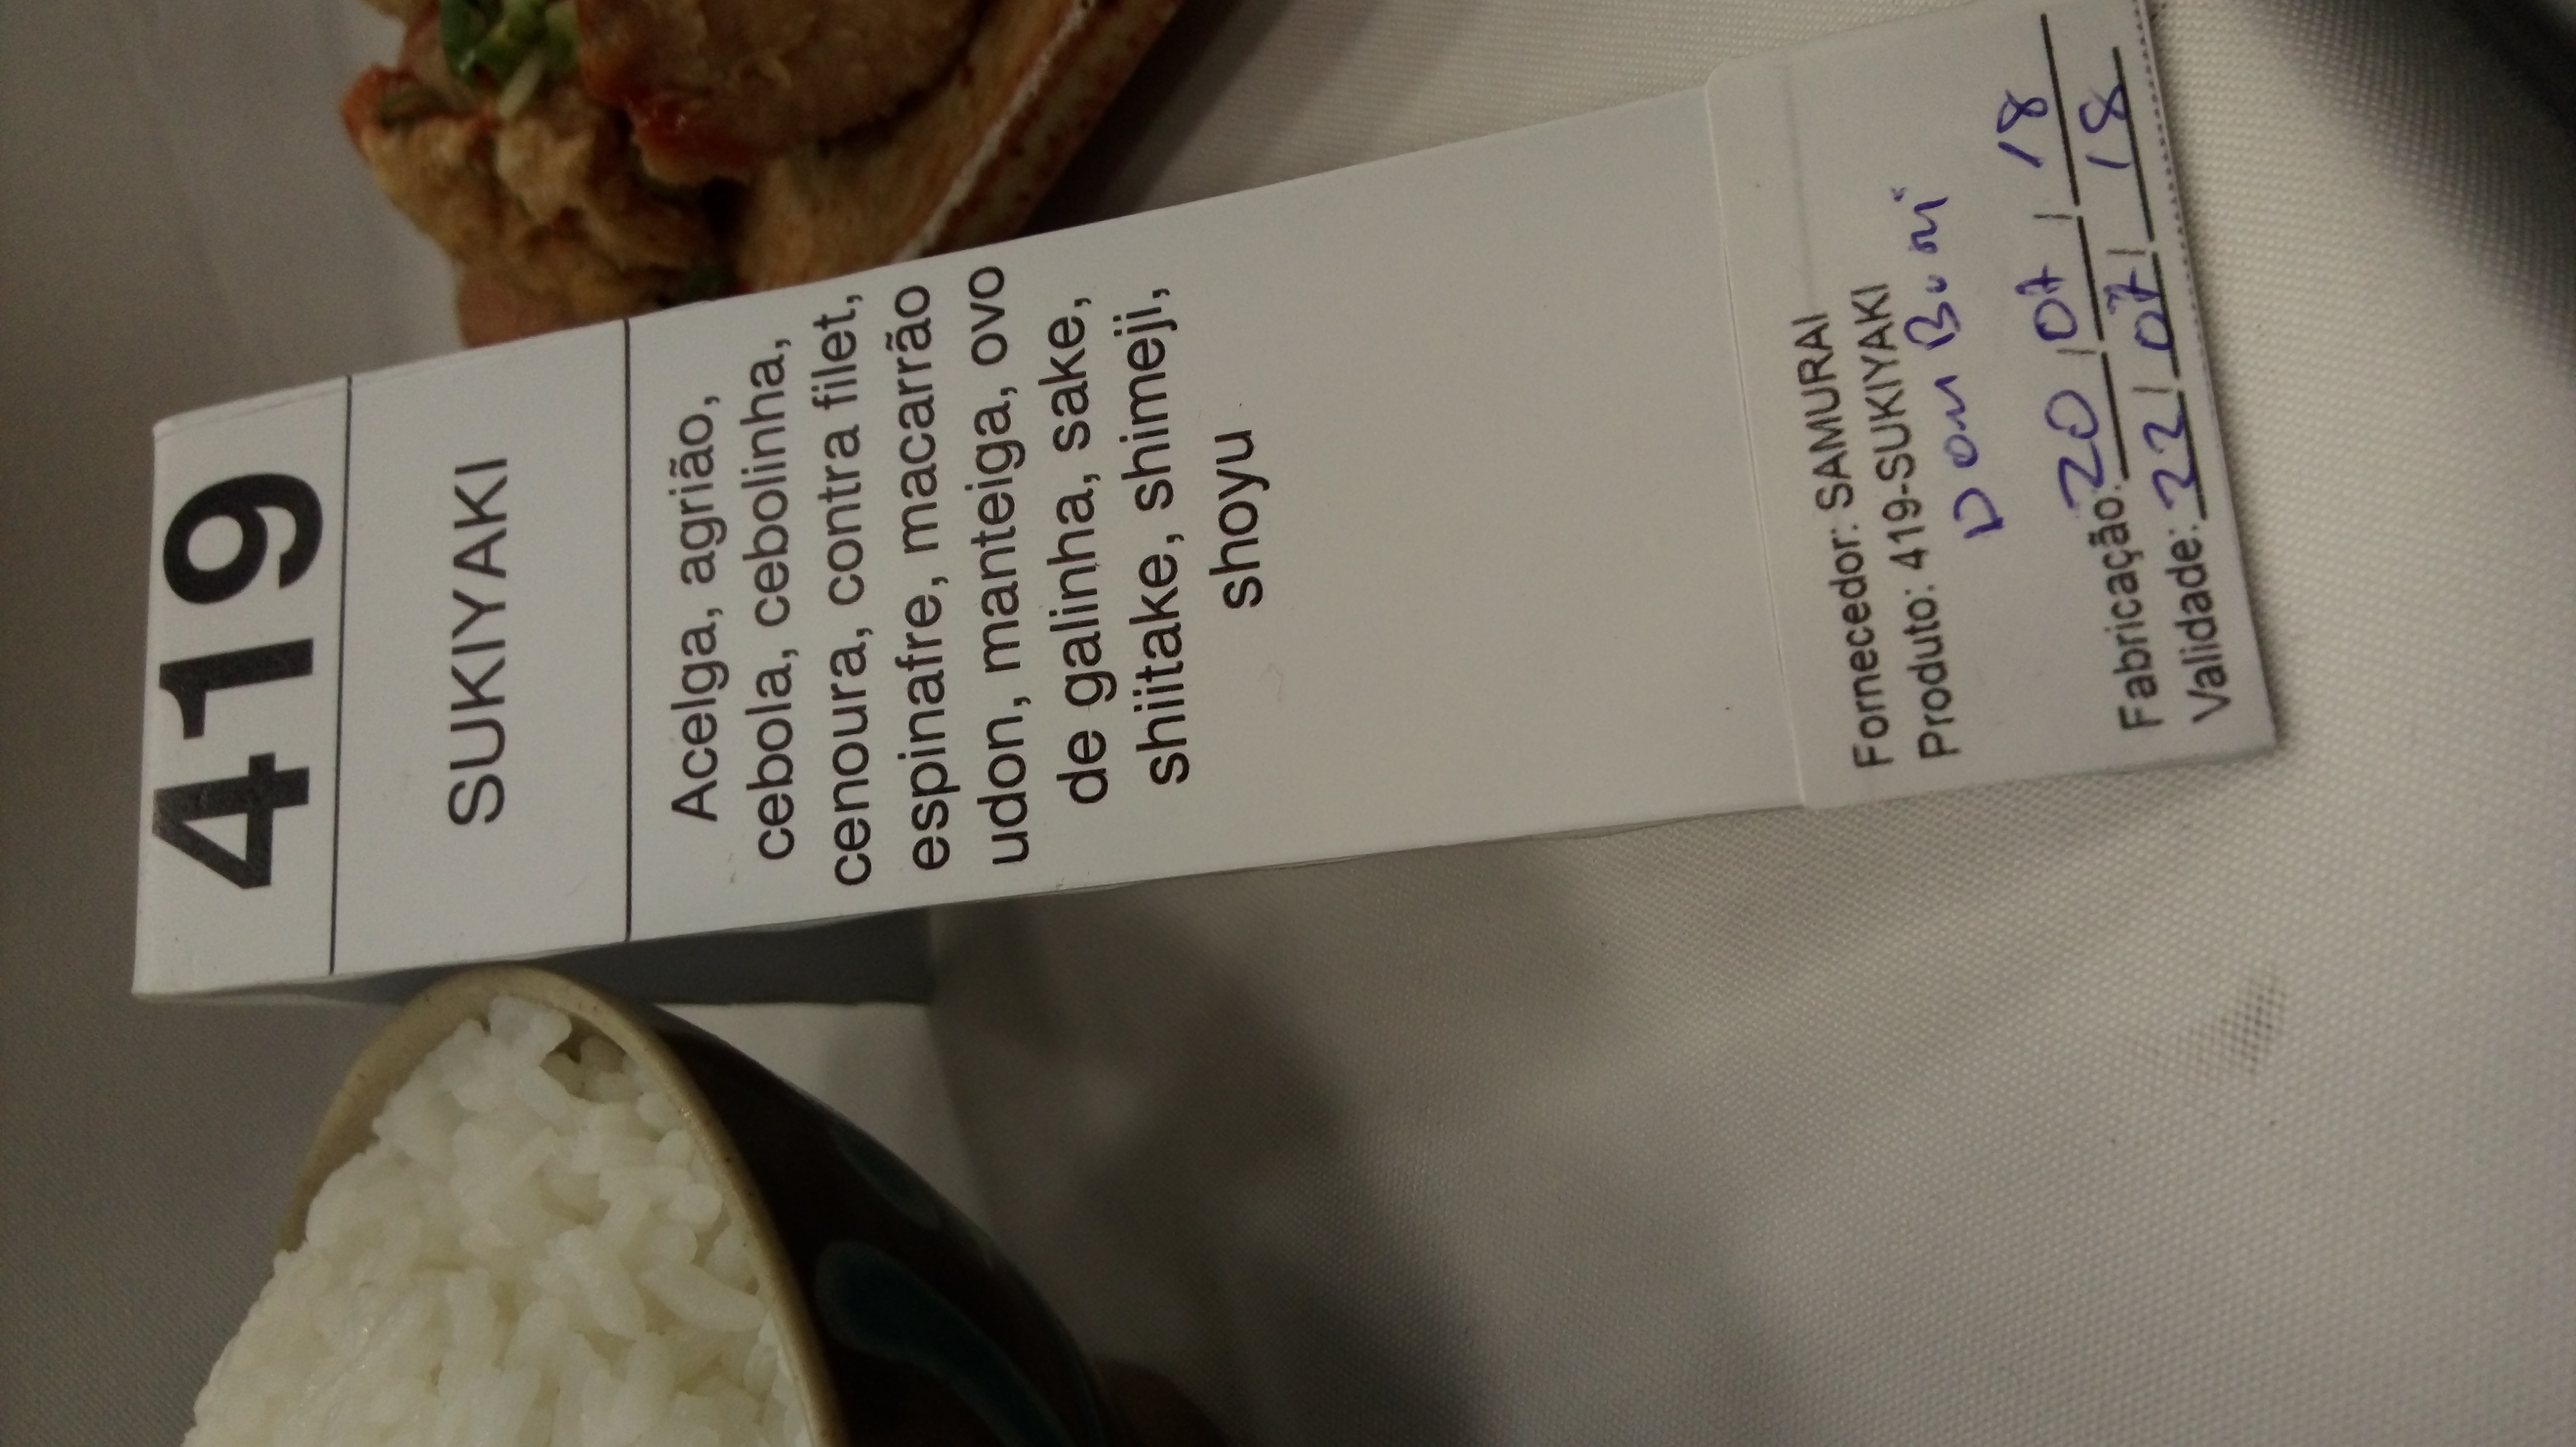 419
SUKIYAKI
Acelga, agrião,
cebola, cebolinha,
cenoura, contra filet,
espinafre, macarrão
udon, manteiga, ovo
de galinha, sake,
shiitake, shimeji,
shoyu
Fornecedor: SAMURAI
Produto: 419-SUKIYAKI
Fabricação: 20/07/18
Validade: 22/07/18